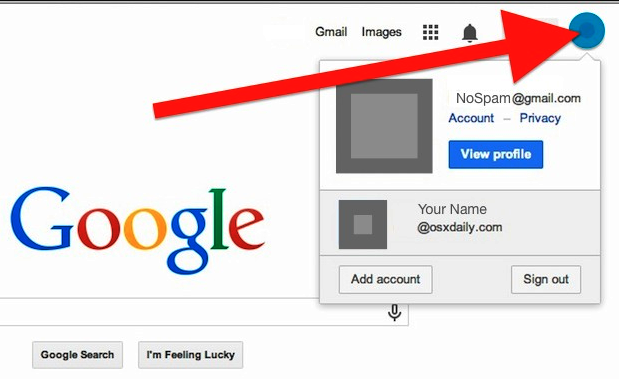 Gmail Images
NoSpam@gmail.com
Account – Privacy
View profile
Google
Your Name
@osxdaily.com
Add account Sign out
Google Search I'm Feeling Lucky